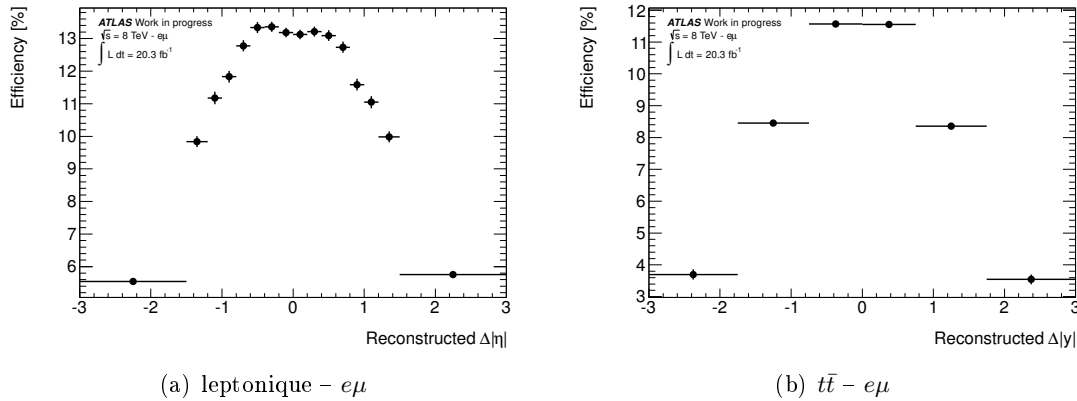 Efficiency [%]
ATLAS Work in progress
√s = 8 TeV - eμ
∫ L dt = 20.3 fb⁻¹
13
12
11
10
9
8
7
6
-3 -2 -1 0 1 2 3
Reconstructed Δ|η|
(a) leptonique – eμ
Efficiency [%]
ATLAS Work in progress
√s = 8 TeV - eμ
∫ L dt = 20.3 fb⁻¹
12
11
10
9
8
7
6
5
4
3
-3 -2 -1 0 1 2 3
Reconstructed Δ|y|
(b) tt̄ – eμ